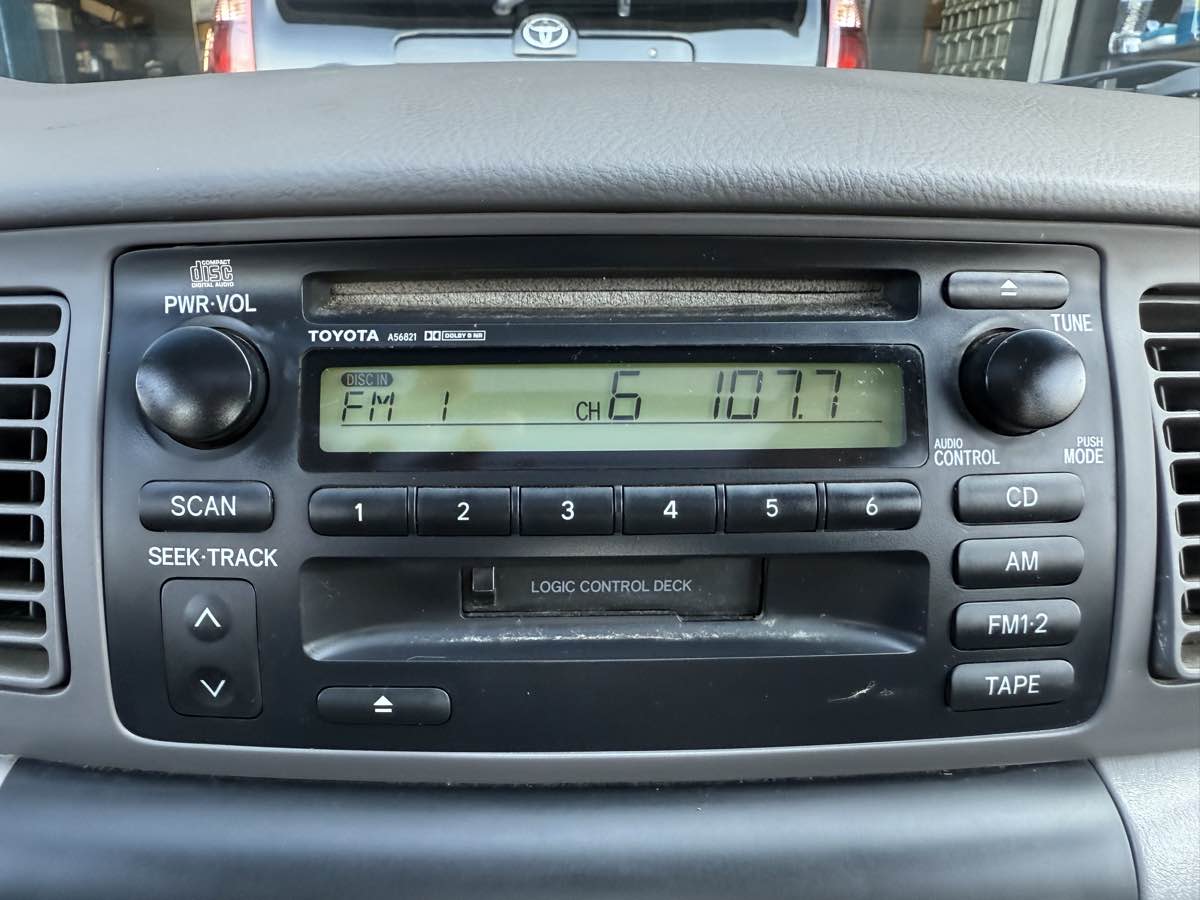 COMPACT
disc
DIGITAL AUDIO
PWR·VOL
TUNE
TOYOTA A56821 DOLBY B NR
DISC IN
FM 1 CH 6 107.7
AUDIO CONTROL
PUSH MODE
SCAN
1 2 3 4 5 6
CD
SEEK·TRACK
AM
LOGIC CONTROL DECK
FM1·2
TAPE